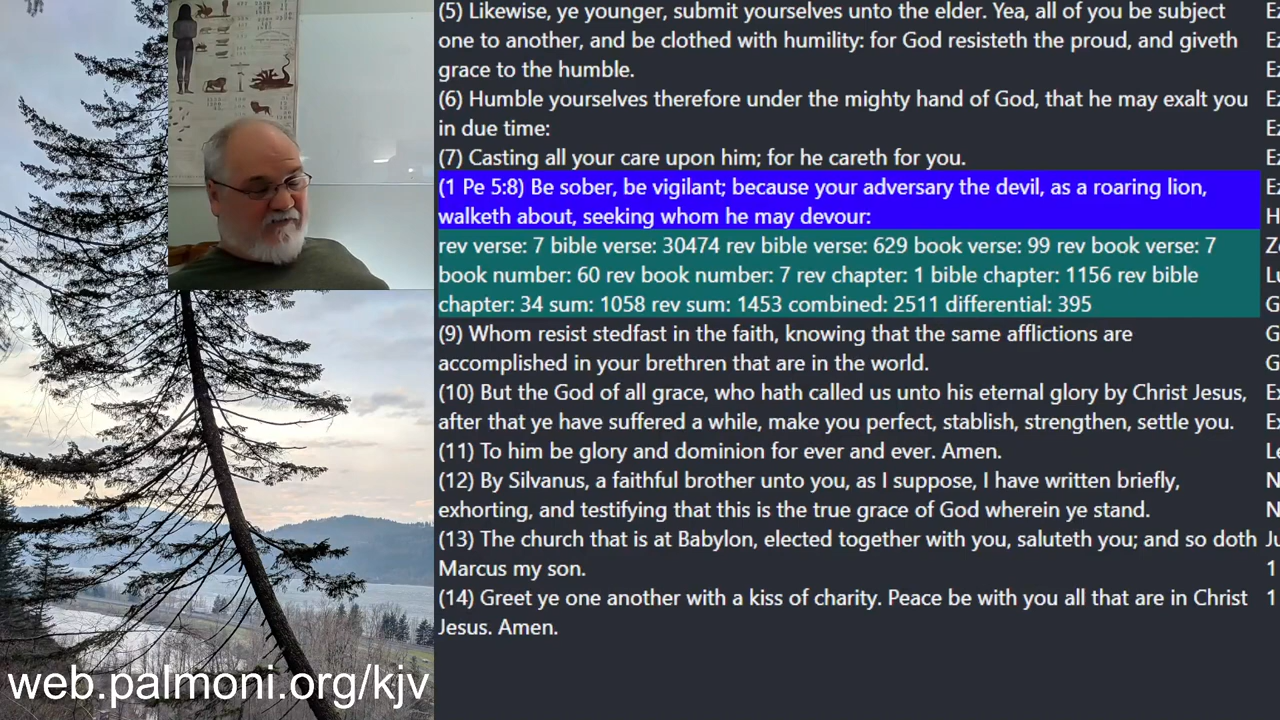 (5) Likewise, ye younger, submit yourselves unto the elder. Yea, all of you be subject
one to another, and be clothed with humility: for God resisteth the proud, and giveth
grace to the humble.
(6) Humble yourselves therefore under the mighty hand of God, that he may exalt you
in due time:
(7) Casting all your care upon him; for he careth for you.
(1 Pe 5:8) Be sober, be vigilant; because your adversary the devil, as a roaring lion,
walketh about, seeking whom he may devour:
rev verse: 7 bible verse: 30474 rev bible verse: 629 book verse: 99 rev book verse: 7
book number: 60 rev book number: 7 rev chapter: 1 bible chapter: 1156 rev bible
chapter: 34 sum: 1058 rev sum: 1453 combined: 2511 differential: 395
(9) Whom resist stedfast in the faith, knowing that the same afflictions are
accomplished in your brethren that are in the world.
(10) But the God of all grace, who hath called us unto his eternal glory by Christ Jesus,
after that ye have suffered a while, make you perfect, stablish, strengthen, settle you.
(11) To him be glory and dominion for ever and ever. Amen.
(12) By Silvanus, a faithful brother unto you, as I suppose, I have written briefly,
exhorting, and testifying that this is the true grace of God wherein ye stand.
(13) The church that is at Babylon, elected together with you, saluteth you; and so doth
Marcus my son.
(14) Greet ye one another with a kiss of charity. Peace be with you all that are in Christ
Jesus. Amen.
web.palmoni.org/kjv